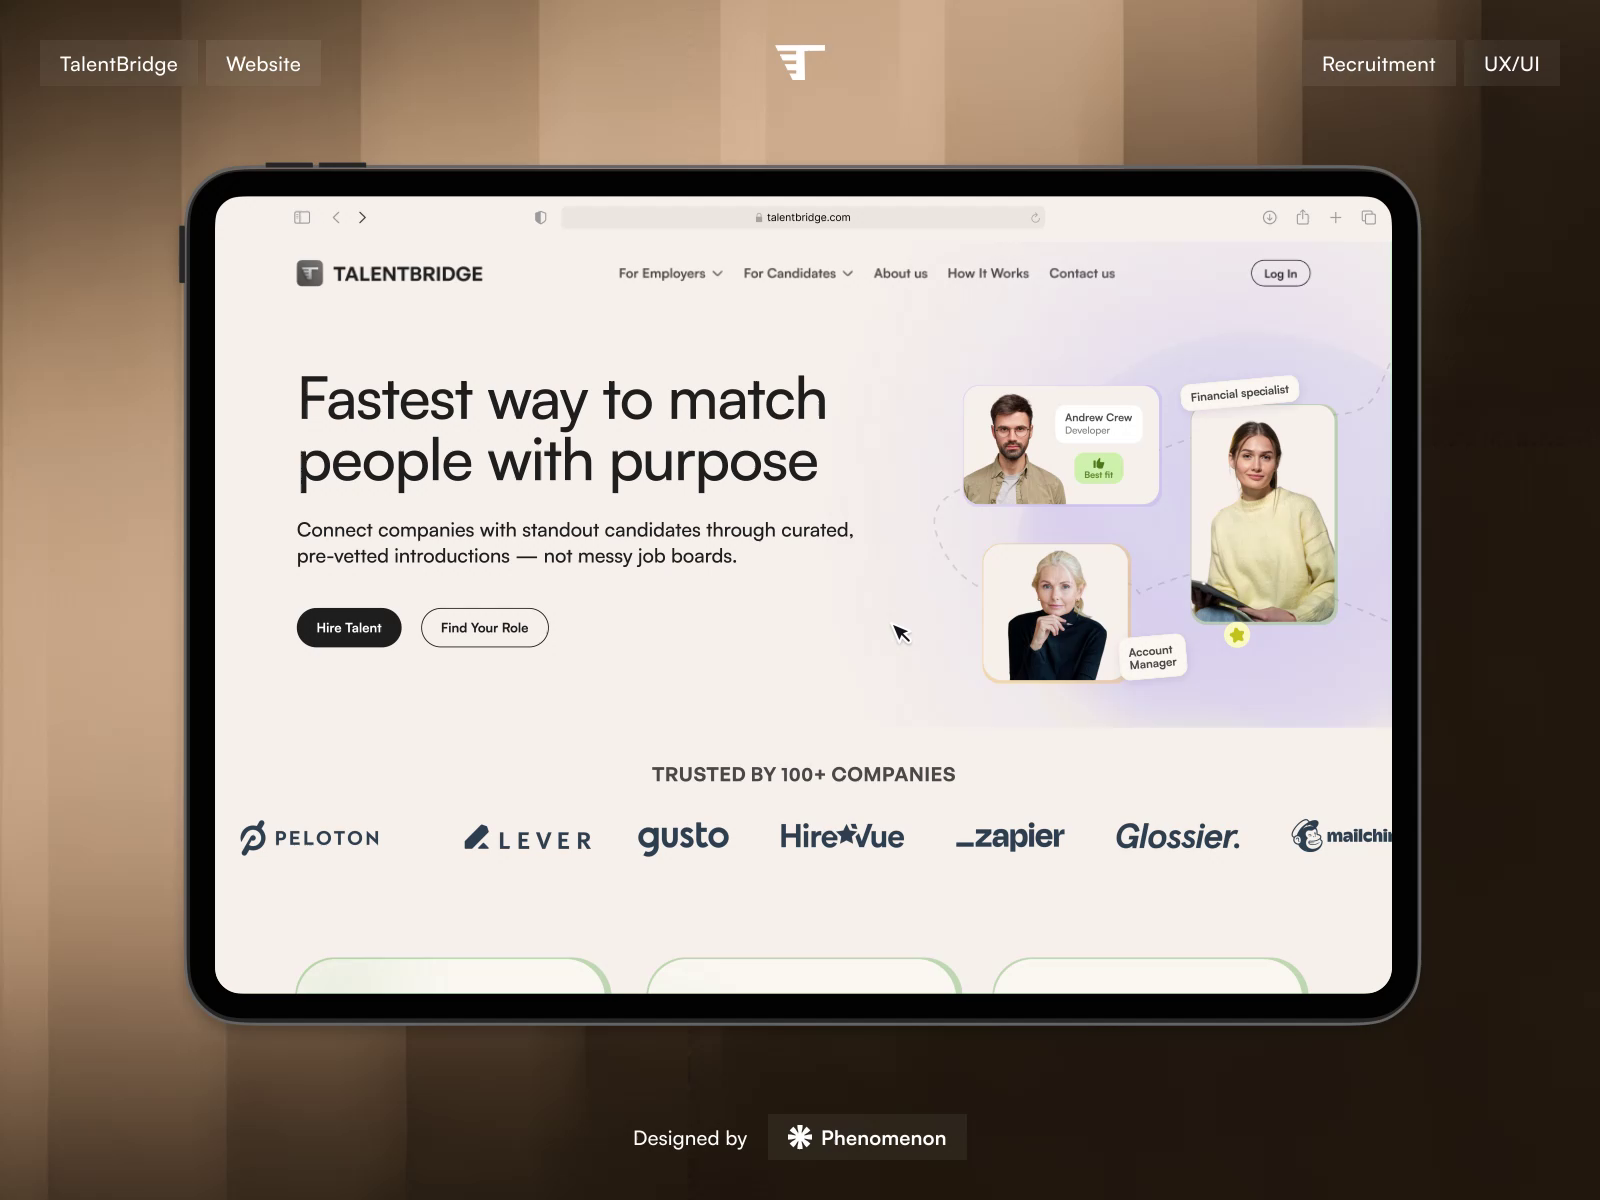 TalentBridge
Website
Recruitment
UX/UI
talentbridge.com
TALENTBRIDGE
For Employers
For Candidates
About us
How It Works
Contact us
Log In
Fastest way to match
people with purpose
Connect companies with standout candidates through curated,
pre-vetted introductions — not messy job boards.
Hire Talent
Find Your Role
Andrew Crew
Developer
Best fit
Financial specialist
Account
Manager
TRUSTED BY 100+ COMPANIES
PELOTON
LEVER
gusto
HireVue
zapier
Glossier.
mailchi
Designed by
Phenomenon